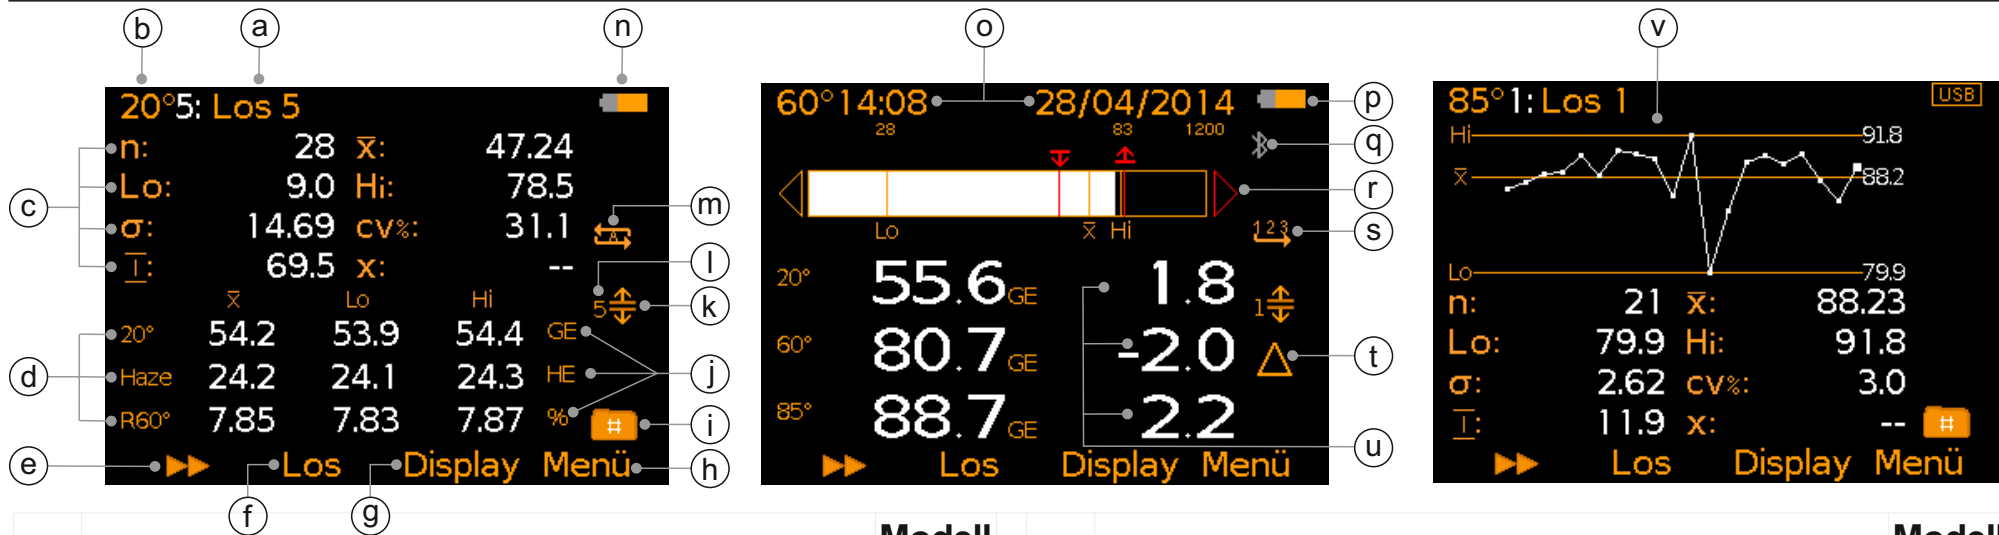 b a n o v
20°5: Los 5
n: 28 x̅: 47.24
Lo: 9.0 Hi: 78.5
σ: 14.69 cv%: 31.1
I: 69.5 x: --
x̅ Lo Hi
20° 54.2 53.9 54.4 GE
Haze 24.2 24.1 24.3 HE
R60° 7.85 7.83 7.87 %
#
Los Display Menü
A
5
c
d
e
f
g
m
l
k
j
i
h
60°14:08 28/04/2014
28 83 1200
Lo x̅ Hi
123
20° 55.6 GE 1.8
1
60° 80.7 GE -2.0
85° 88.7 GE 2.2
Los Display Menü
p
q
r
s
t
u
85°1: Los 1 USB
Hi 91.8
x̅ 88.2
Lo 79.9
n: 21 x̅: 88.23
Lo: 79.9 Hi: 91.8
σ: 2.62 cv%: 3.0
I: 11.9 x: --
#
Los Display Menü
Modell Modell